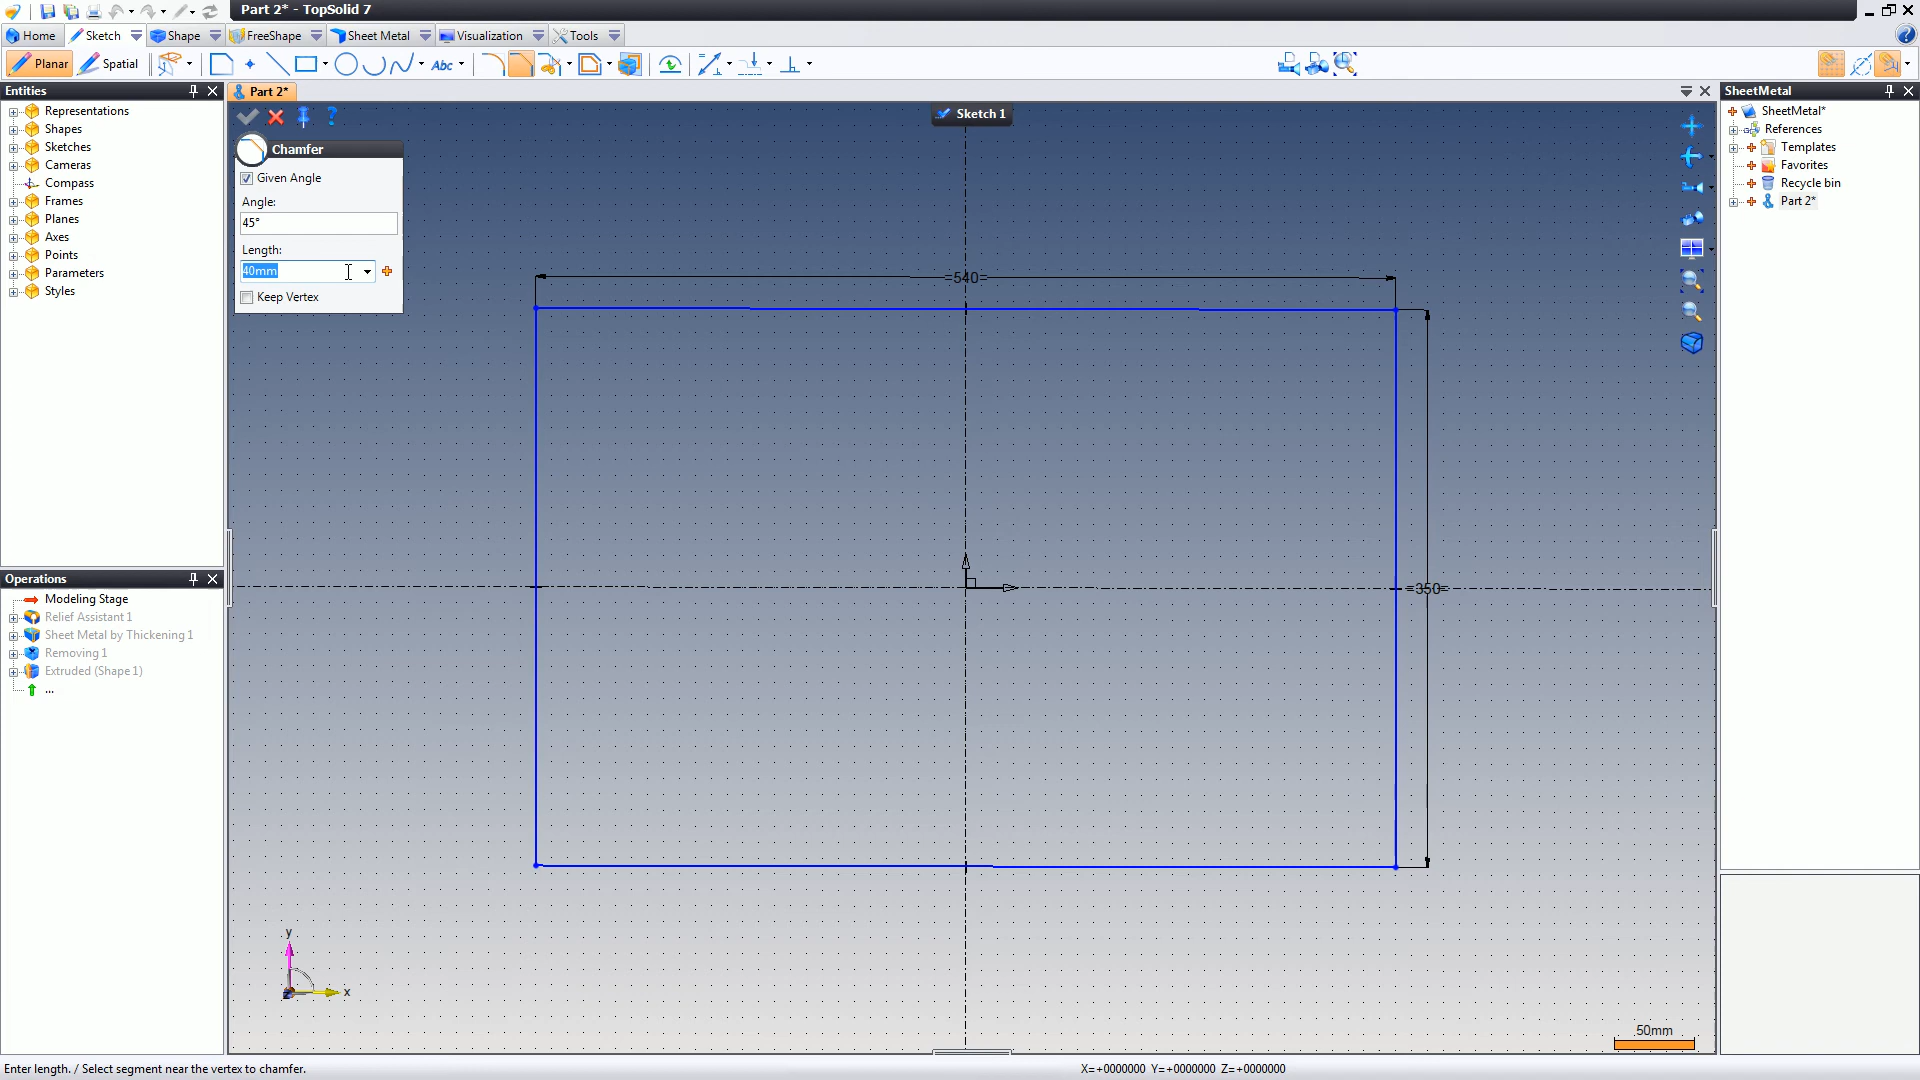 Part 2* - TopSolid 7
Home
Sketch
Shape
FreeShape
Sheet Metal
Visualization
Tools
Planar
Spatial
Abc
Entities
Representations
Shapes
Sketches
Cameras
Compass
Frames
Planes
Axes
Points
Parameters
Styles
Operations
Modeling Stage
Relief Assistant 1
Sheet Metal by Thickening 1
Removing 1
Extruded (Shape 1)
...
Part 2*
Sketch 1
Chamfer
Given Angle
Angle:
45°
Length:
40mm
Keep Vertex
=540=
=350=
y
x
50mm
SheetMetal
SheetMetal*
References
Templates
Favorites
Recycle bin
Part 2*
Enter length. / Select segment near the vertex to chamfer.
X=+0000000 Y=+0000000 Z=+0000000